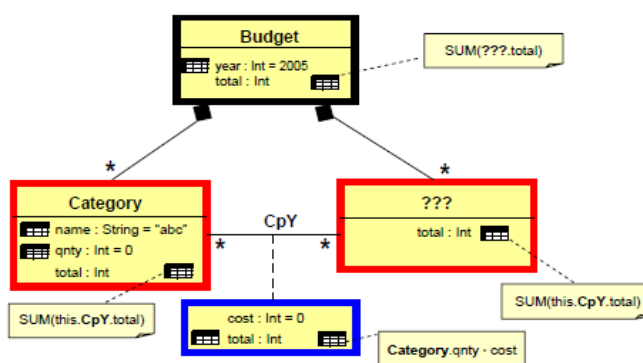 Budget
year : Int = 2005
total : Int
SUM(???.total)
*
*
Category
name : String = "abc"
qnty : Int = 0
total : Int
CpY
*
*
???
total : Int
SUM(this.CpY.total)
cost : Int = 0
total : Int
SUM(this.CpY.total)
Category.qnty · cost